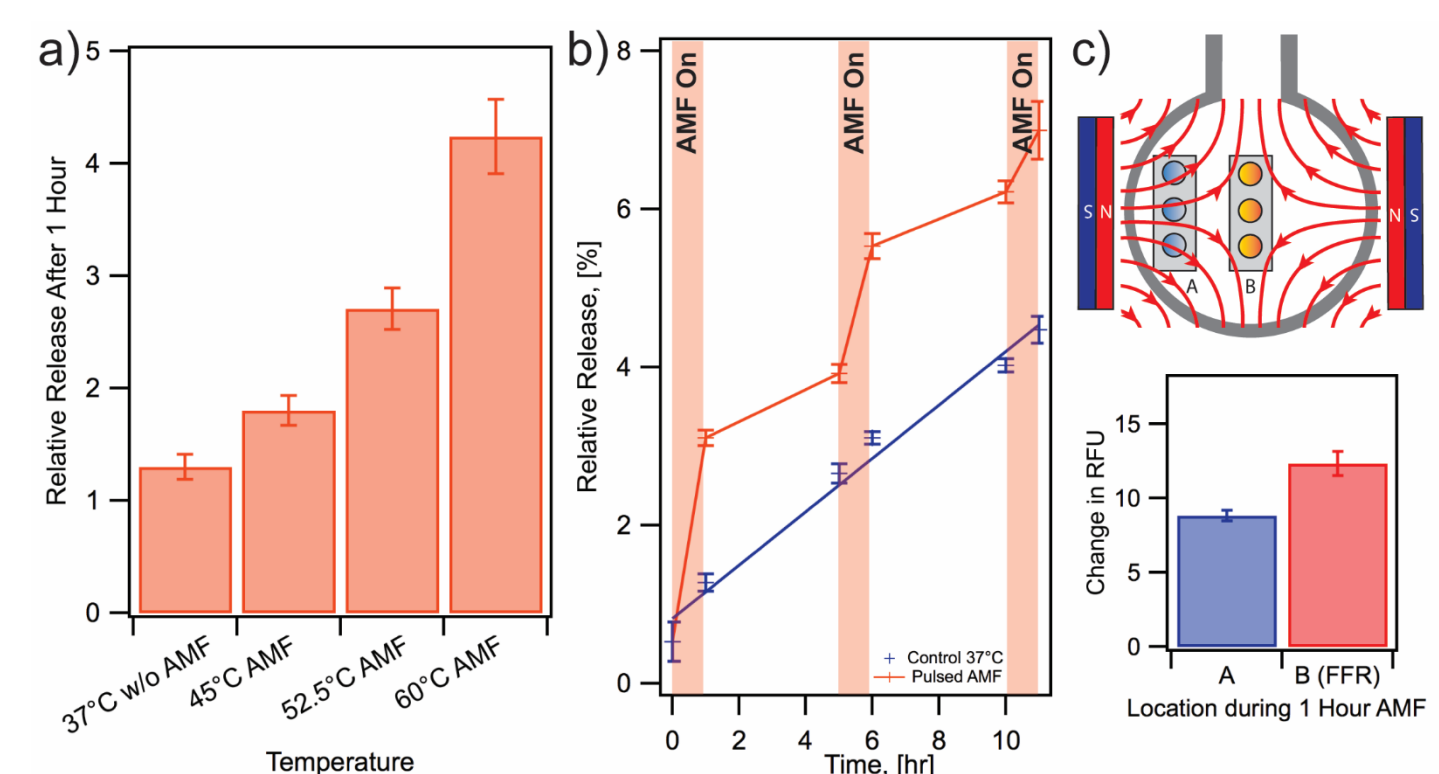 a)
5
4
3
2
1
0
Relative Release After 1 Hour
37°C w/o AMF
45°C AMF
52.5°C AMF
60°C AMF
Temperature
b)
8
6
4
2
0
Relative Release, [%]
AMF On
AMF On
AMF On
Control 37°C
Pulsed AMF
0 2 4 6 8 10
Time, [hr]
c)
S N
N S
A
B
15
10
5
0
Change in RFU
A B (FFR)
Location during 1 Hour AMF